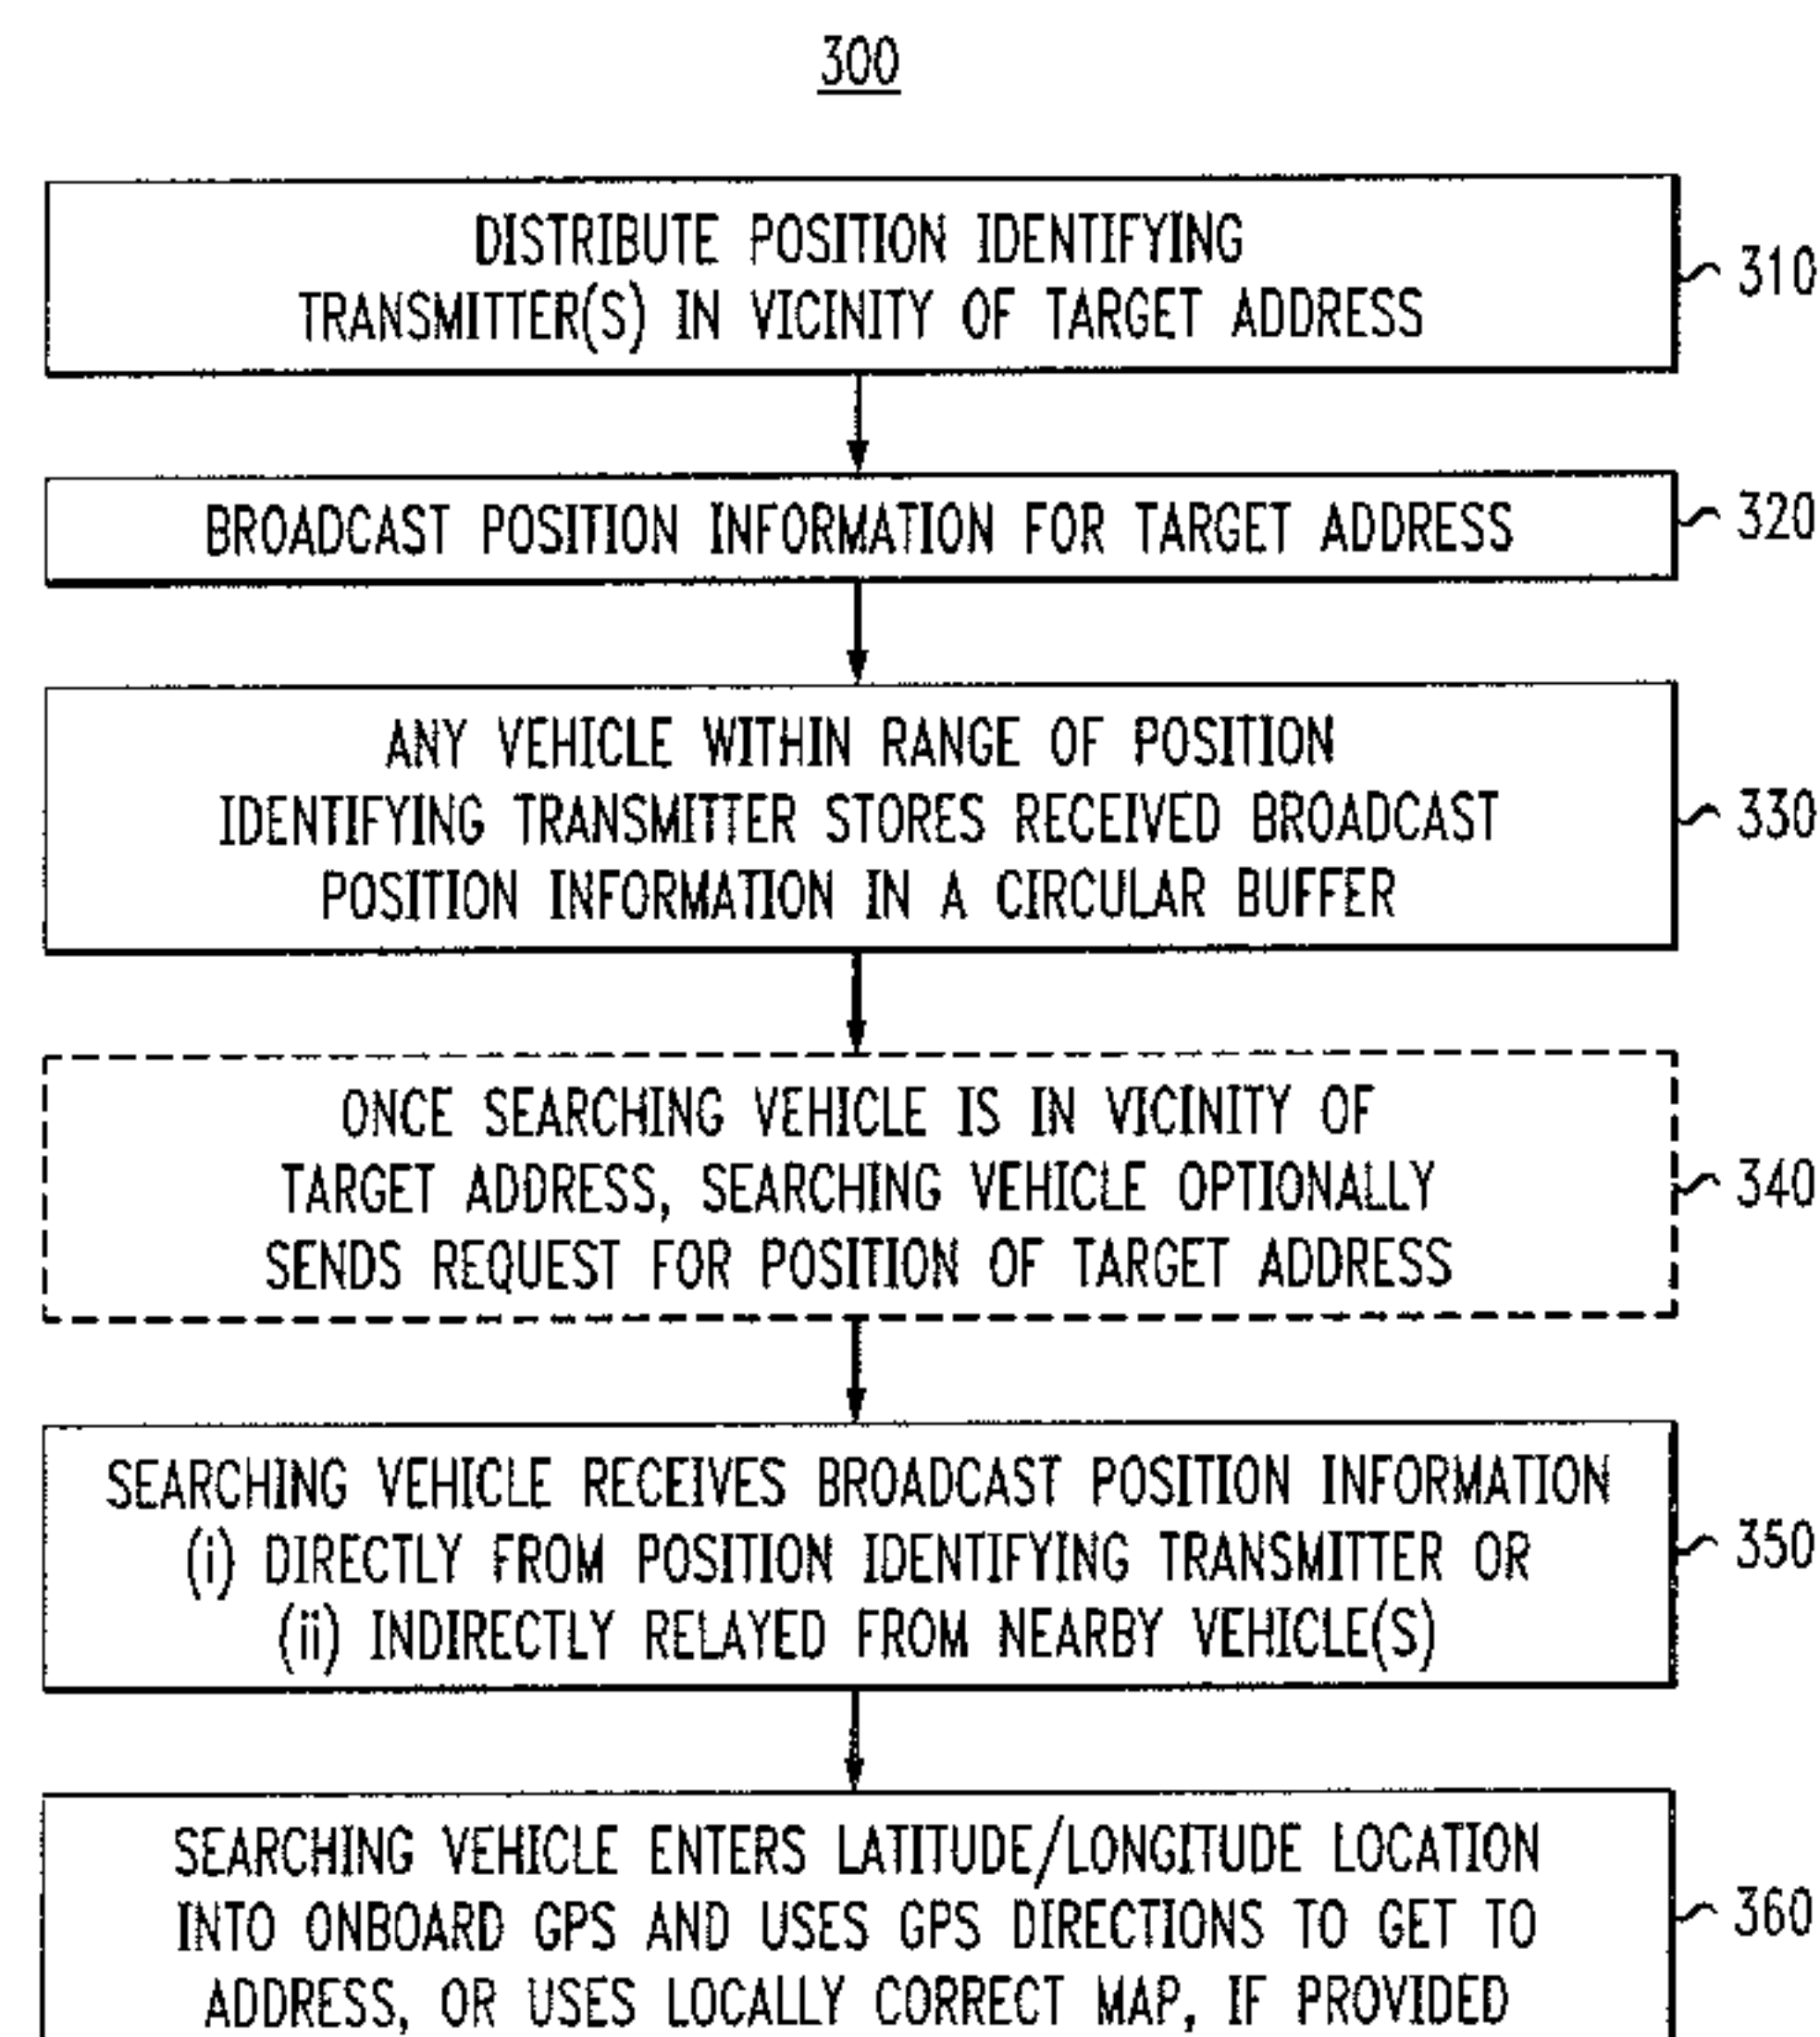 300
DISTRIBUTE POSITION IDENTIFYING
TRANSMITTER(S) IN VICINITY OF TARGET ADDRESS
310
BROADCAST POSITION INFORMATION FOR TARGET ADDRESS
320
ANY VEHICLE WITHIN RANGE OF POSITION
IDENTIFYING TRANSMITTER STORES RECEIVED BROADCAST
POSITION INFORMATION IN A CIRCULAR BUFFER
330
ONCE SEARCHING VEHICLE IS IN VICINITY OF
TARGET ADDRESS, SEARCHING VEHICLE OPTIONALLY
SENDS REQUEST FOR POSITION OF TARGET ADDRESS
340
SEARCHING VEHICLE RECEIVES BROADCAST POSITION INFORMATION
(i) DIRECTLY FROM POSITION IDENTIFYING TRANSMITTER OR
(ii) INDIRECTLY RELAYED FROM NEARBY VEHICLE(S)
350
SEARCHING VEHICLE ENTERS LATITUDE/LONGITUDE LOCATION
INTO ONBOARD GPS AND USES GPS DIRECTIONS TO GET TO
ADDRESS, OR USES LOCALLY CORRECT MAP, IF PROVIDED
360